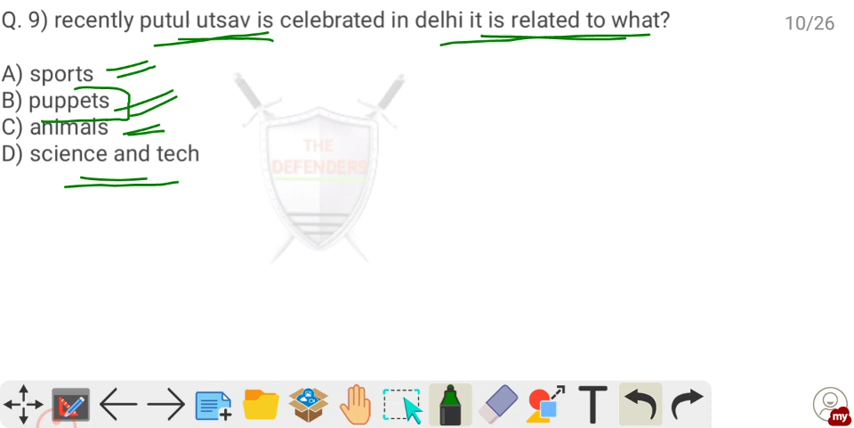 Q. 9) recently putul utsav is celebrated in delhi it is related to what?
10/26
A) sports
B) puppets
C) animals
D) science and tech
THE
DEFENDERS
T
my